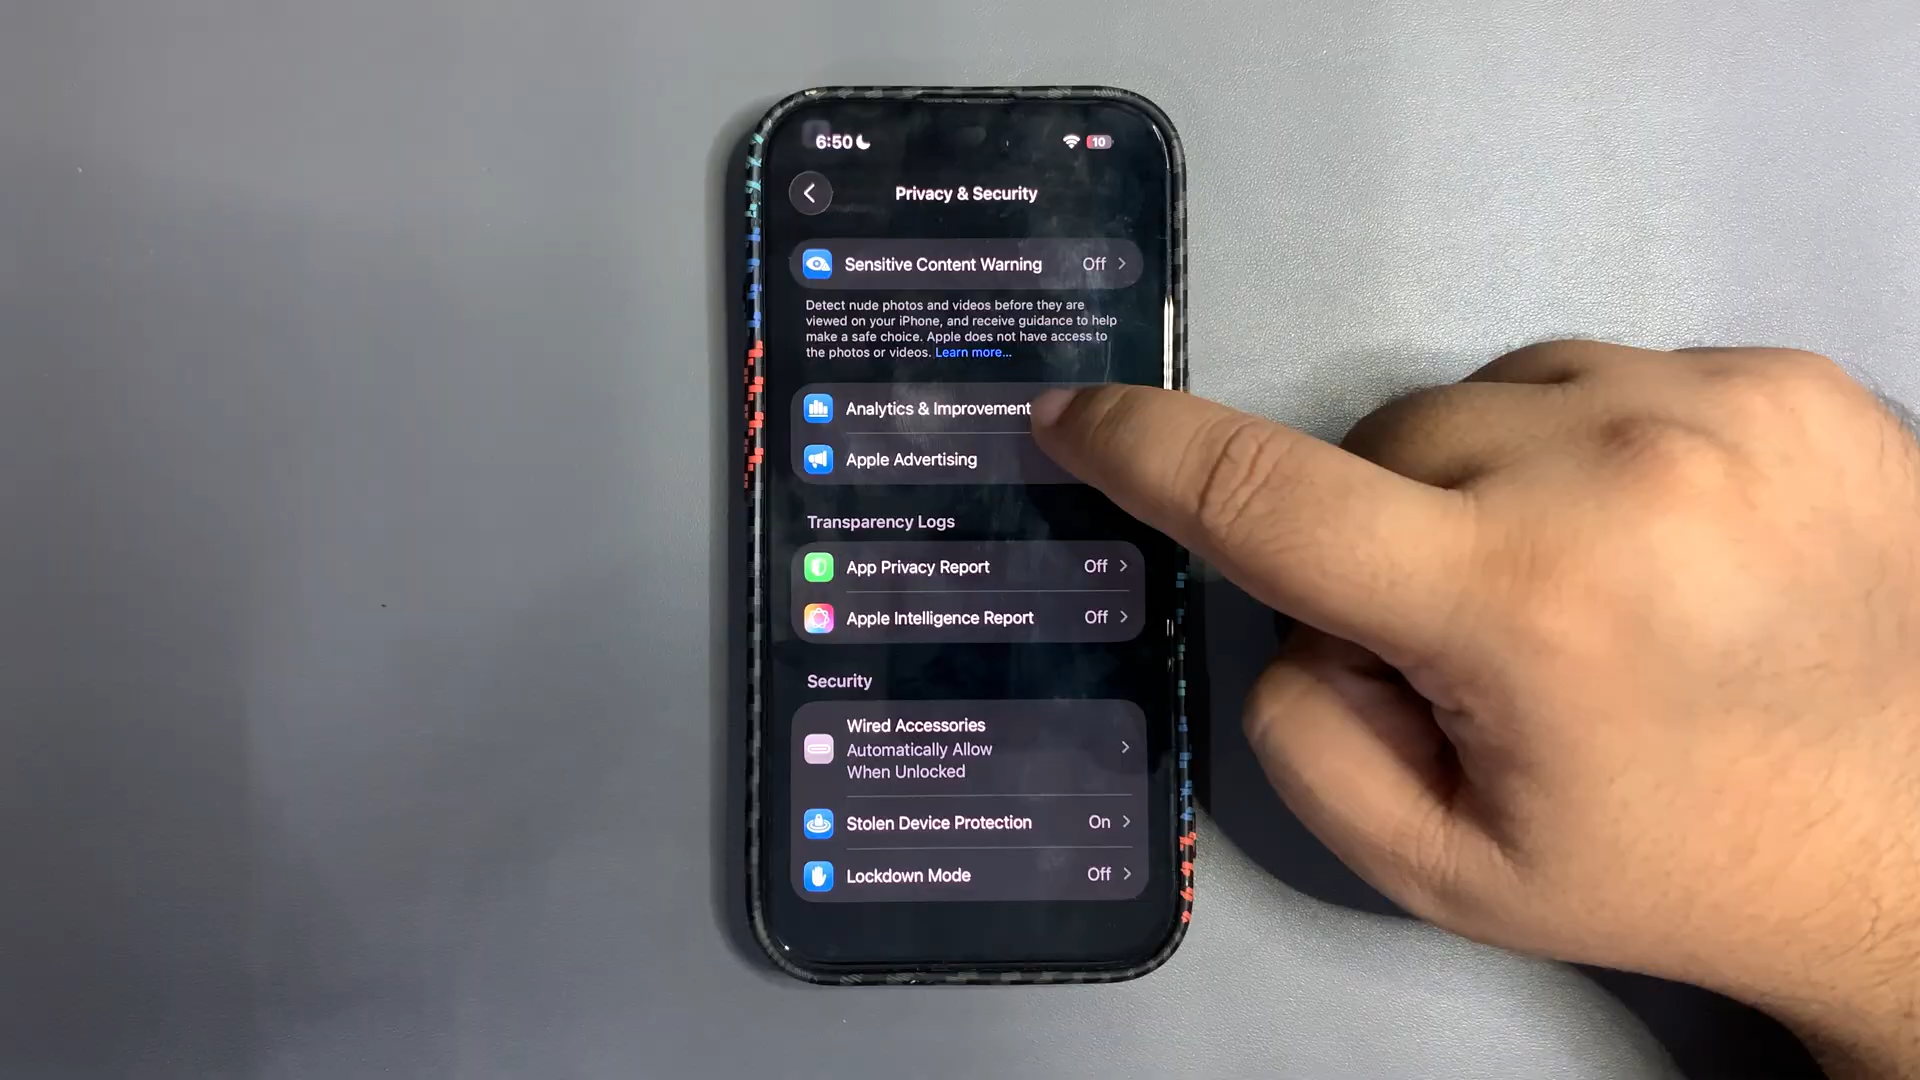 6:50
10
Privacy & Security
Sensitive Content Warning Off
Detect nude photos and videos before they are
viewed on your iPhone, and receive guidance to help
make a safe choice. Apple does not have access to
the photos or videos. Learn more...
Analytics & Improvement
Apple Advertising
Transparency Logs
App Privacy Report Off
Apple Intelligence Report Off
Security
Wired Accessories
Automatically Allow
When Unlocked
Stolen Device Protection On
Lockdown Mode Off